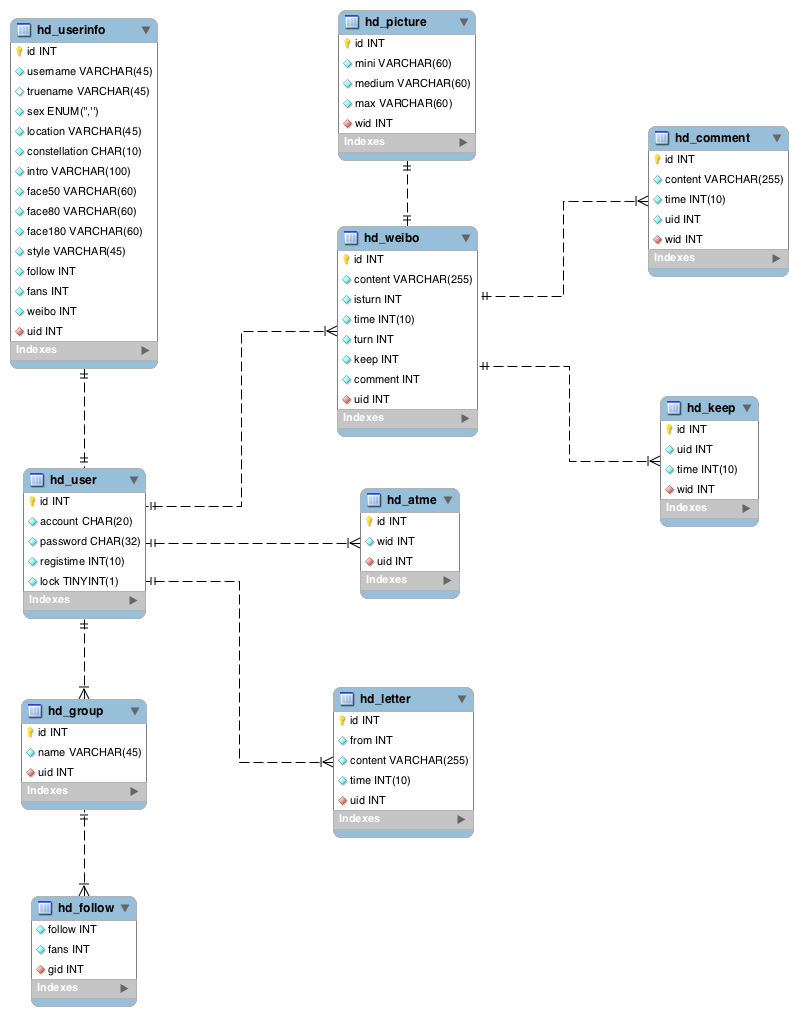 hd_userinfo
id INT
username VARCHAR(45)
truename VARCHAR(45)
sex ENUM('','')
location VARCHAR(45)
constellation CHAR(10)
intro VARCHAR(100)
face50 VARCHAR(60)
face80 VARCHAR(60)
face180 VARCHAR(60)
style VARCHAR(45)
follow INT
fans INT
weibo INT
uid INT
Indexes
hd_picture
id INT
mini VARCHAR(60)
medium VARCHAR(60)
max VARCHAR(60)
wid INT
Indexes
hd_comment
id INT
content VARCHAR(255)
time INT(10)
uid INT
wid INT
Indexes
hd_weibo
id INT
content VARCHAR(255)
isturn INT
time INT(10)
turn INT
keep INT
comment INT
uid INT
Indexes
hd_keep
id INT
uid INT
time INT(10)
wid INT
Indexes
hd_user
id INT
account CHAR(20)
password CHAR(32)
registime INT(10)
lock TINYINT(1)
Indexes
hd_atme
id INT
wid INT
uid INT
Indexes
hd_group
id INT
name VARCHAR(45)
uid INT
Indexes
hd_letter
id INT
from INT
content VARCHAR(255)
time INT(10)
uid INT
Indexes
hd_follow
follow INT
fans INT
gid INT
Indexes